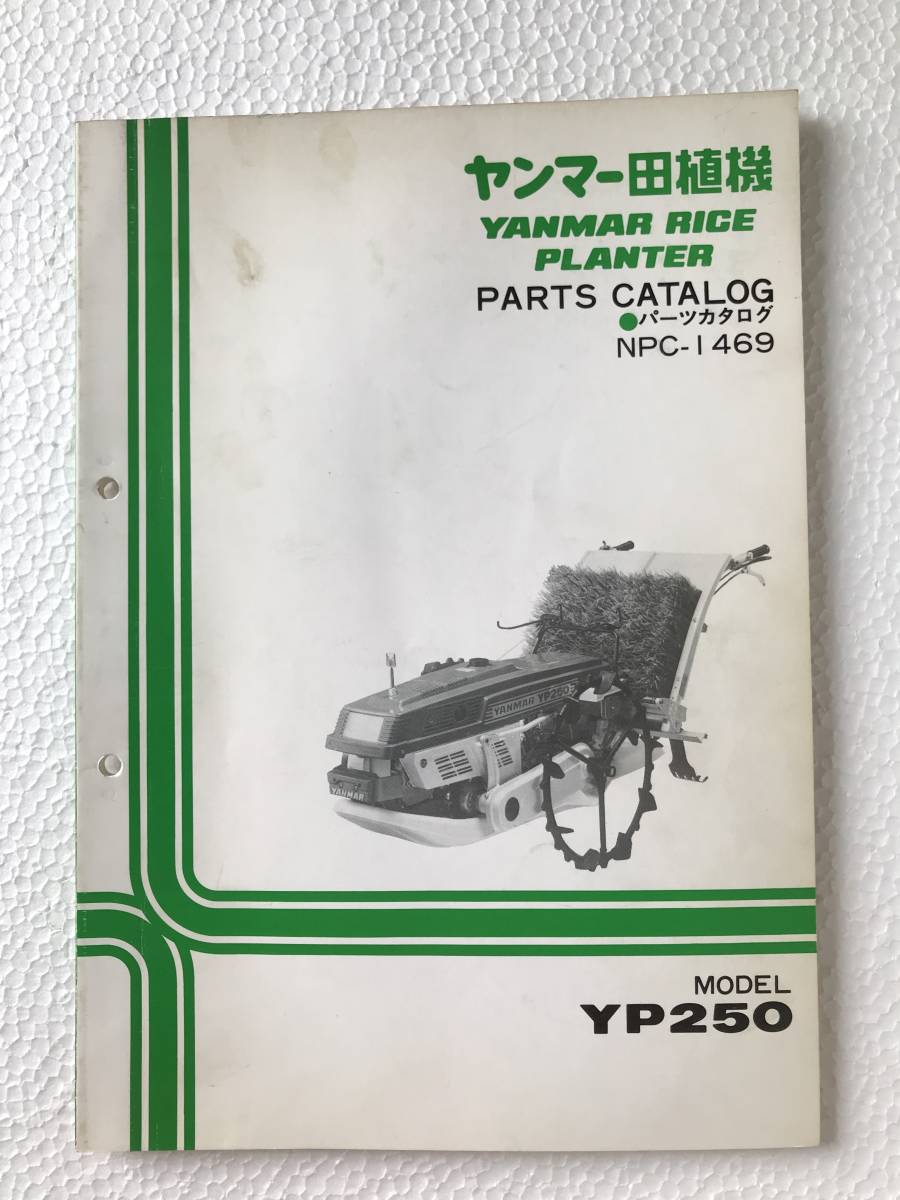 ヤンマー田植機
YANMAR RICE
PLANTER
PARTS CATALOG
●パーツカタログ
NPC-1469
YANMAR YP250
YANMAR
MODEL
YP250